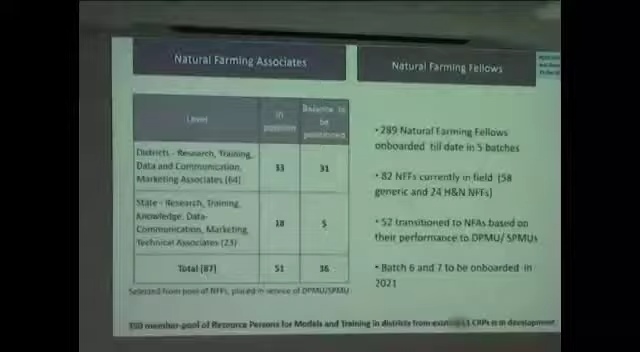 Natural Farming Associates
Natural Farming Fellows
Level
In
position
Balance to
be
positioned
Districts - Research, Training,
Data and Communication,
Marketing Associates (64)
33
31
State - Research, Training,
Knowledge, Data-
Communication, Marketing,
Technical Associates (23)
18
5
Total (87)
51
36
Selected from pool of NFFs, placed in service of DPMU/SPMU
• 289 Natural Farming Fellows
onboarded till date in 5 batches
• 82 NFFs currently in field (58
generic and 24 H&N NFFs)
• 52 transitioned to NFAs based on
their performance to DPMU/ SPMUs
• Batch 6 and 7 to be onboarded in
2021
member-pool of Resource Persons for Models and Training in districts from CRPs is in development